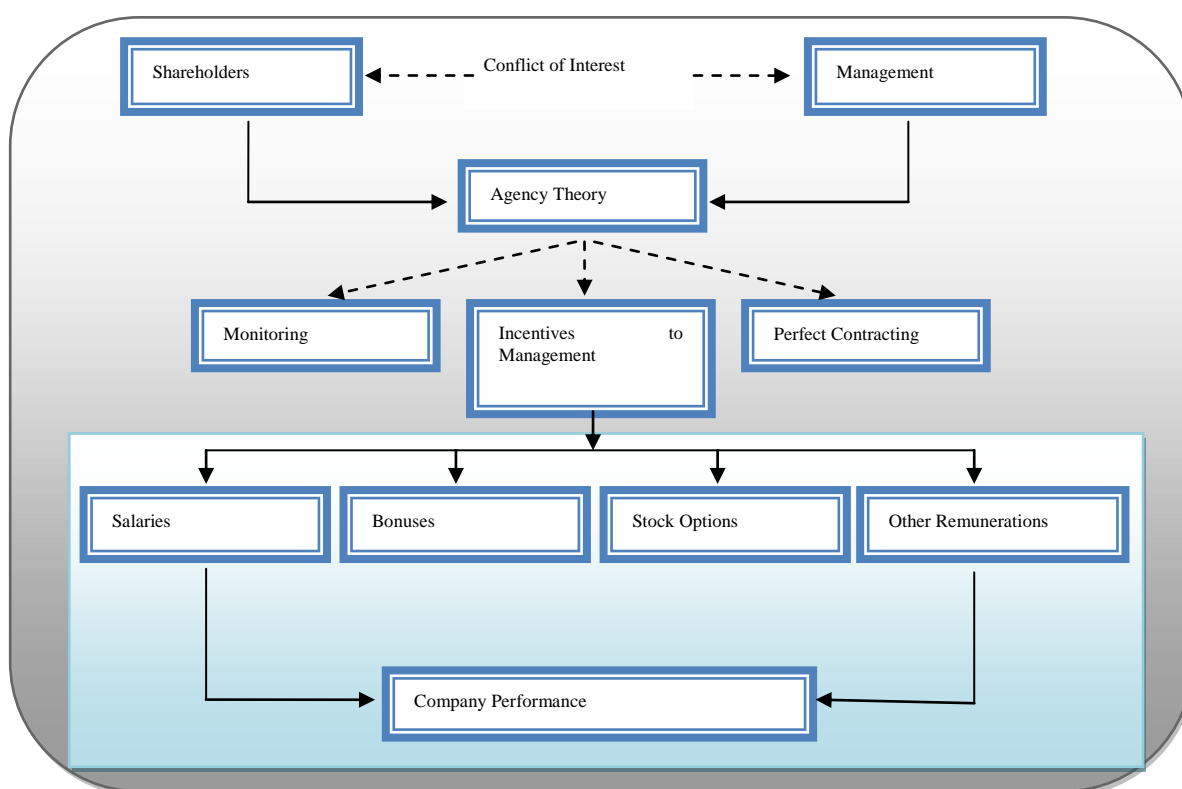 Shareholders
Conflict of Interest
Management
Agency Theory
Monitoring
Incentives to
Management
Perfect Contracting
Salaries
Bonuses
Stock Options
Other Remunerations
Company Performance